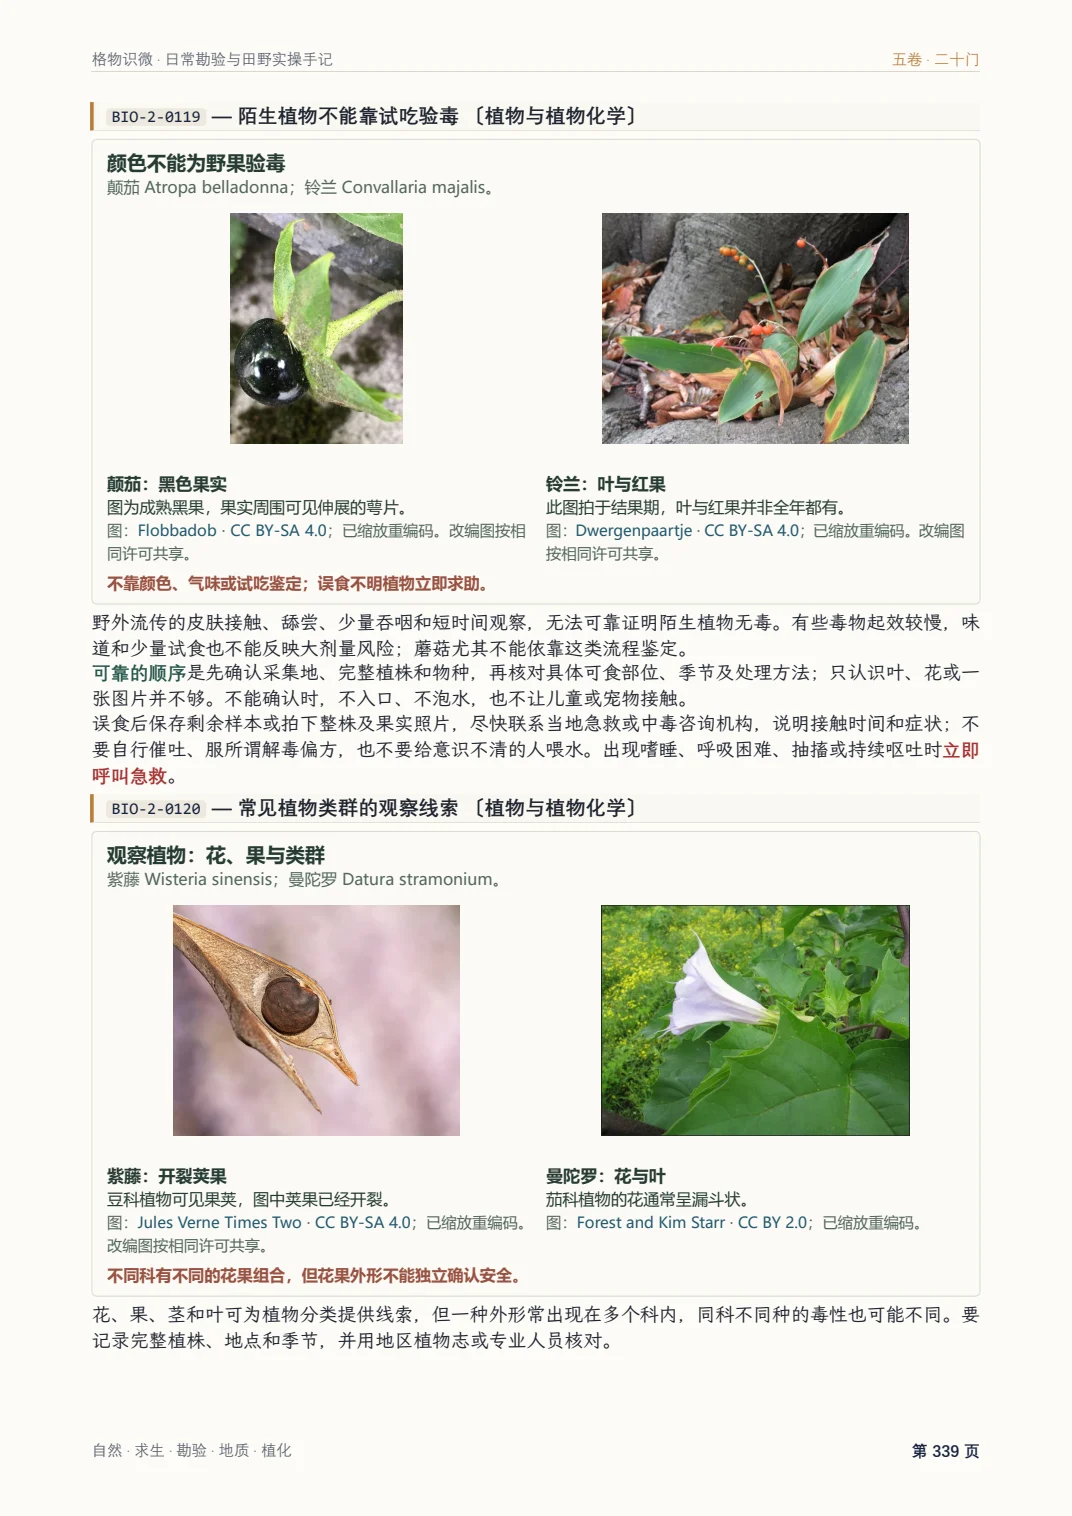 格物识微 · 日常勘验与田野实操手记
五卷 · 二十门
BIO-2-0119 — 陌生植物不能靠试吃验毒 〔植物与植物化学〕
颜色不能为野果验毒
颠茄 Atropa belladonna；铃兰 Convallaria majalis。
颠茄：黑色果实
图为成熟黑果，果实周围可见伸展的萼片。
图：Flobbadob · CC BY-SA 4.0；已缩放重编码。改编图按相
同许可共享。
铃兰：叶与红果
此图拍于结果期，叶与红果并非全年都有。
图：Dwergenpaartje · CC BY-SA 4.0；已缩放重编码。改编图
按相同许可共享。
不靠颜色、气味或试吃鉴定；误食不明植物立即求助。
野外流传的皮肤接触、舔尝、少量吞咽和短时间观察，无法可靠证明陌生植物无毒。有些毒物起效较慢，味
道和少量试食也不能反映大剂量风险；蘑菇尤其不能依靠这类流程鉴定。
可靠的顺序是先确认采集地、完整植株和物种，再核对具体可食部位、季节及处理方法；只认识叶、花或一
张图片并不够。不能确认时，不入口、不泡水，也不让儿童或宠物接触。
误食后保存剩余样本或拍下整株及果实照片，尽快联系当地急救或中毒咨询机构，说明接触时间和症状；不
要自行催吐、服所谓解毒偏方，也不要给意识不清的人喂水。出现嗜睡、呼吸困难、抽搐或持续呕吐时立即
呼叫急救。
BIO-2-0120 — 常见植物类群的观察线索 〔植物与植物化学〕
观察植物：花、果与类群
紫藤 Wisteria sinensis；曼陀罗 Datura stramonium。
紫藤：开裂荚果
豆科植物可见果荚，图中荚果已经开裂。
图：Jules Verne Times Two · CC BY-SA 4.0；已缩放重编码。
改编图按相同许可共享。
曼陀罗：花与叶
茄科植物的花通常呈漏斗状。
图：Forest and Kim Starr · CC BY 2.0；已缩放重编码。
不同科有不同的花果组合，但花果外形不能独立确认安全。
花、果、茎和叶可为植物分类提供线索，但一种外形常出现在多个科内，同科不同种的毒性也可能不同。要
记录完整植株、地点和季节，并用地区植物志或专业人员核对。
自然 · 求生 · 勘验 · 地质 · 植化
第 339 页